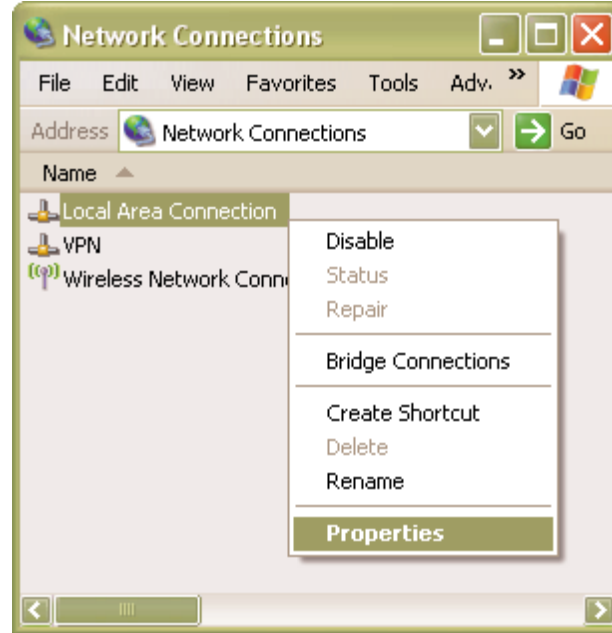 Network Connections
File Edit View Favorites Tools Adv. »
Address Network Connections Go
Name
Local Area Connection
VPN
Wireless Network Conn
Disable
Status
Repair
Bridge Connections
Create Shortcut
Delete
Rename
Properties